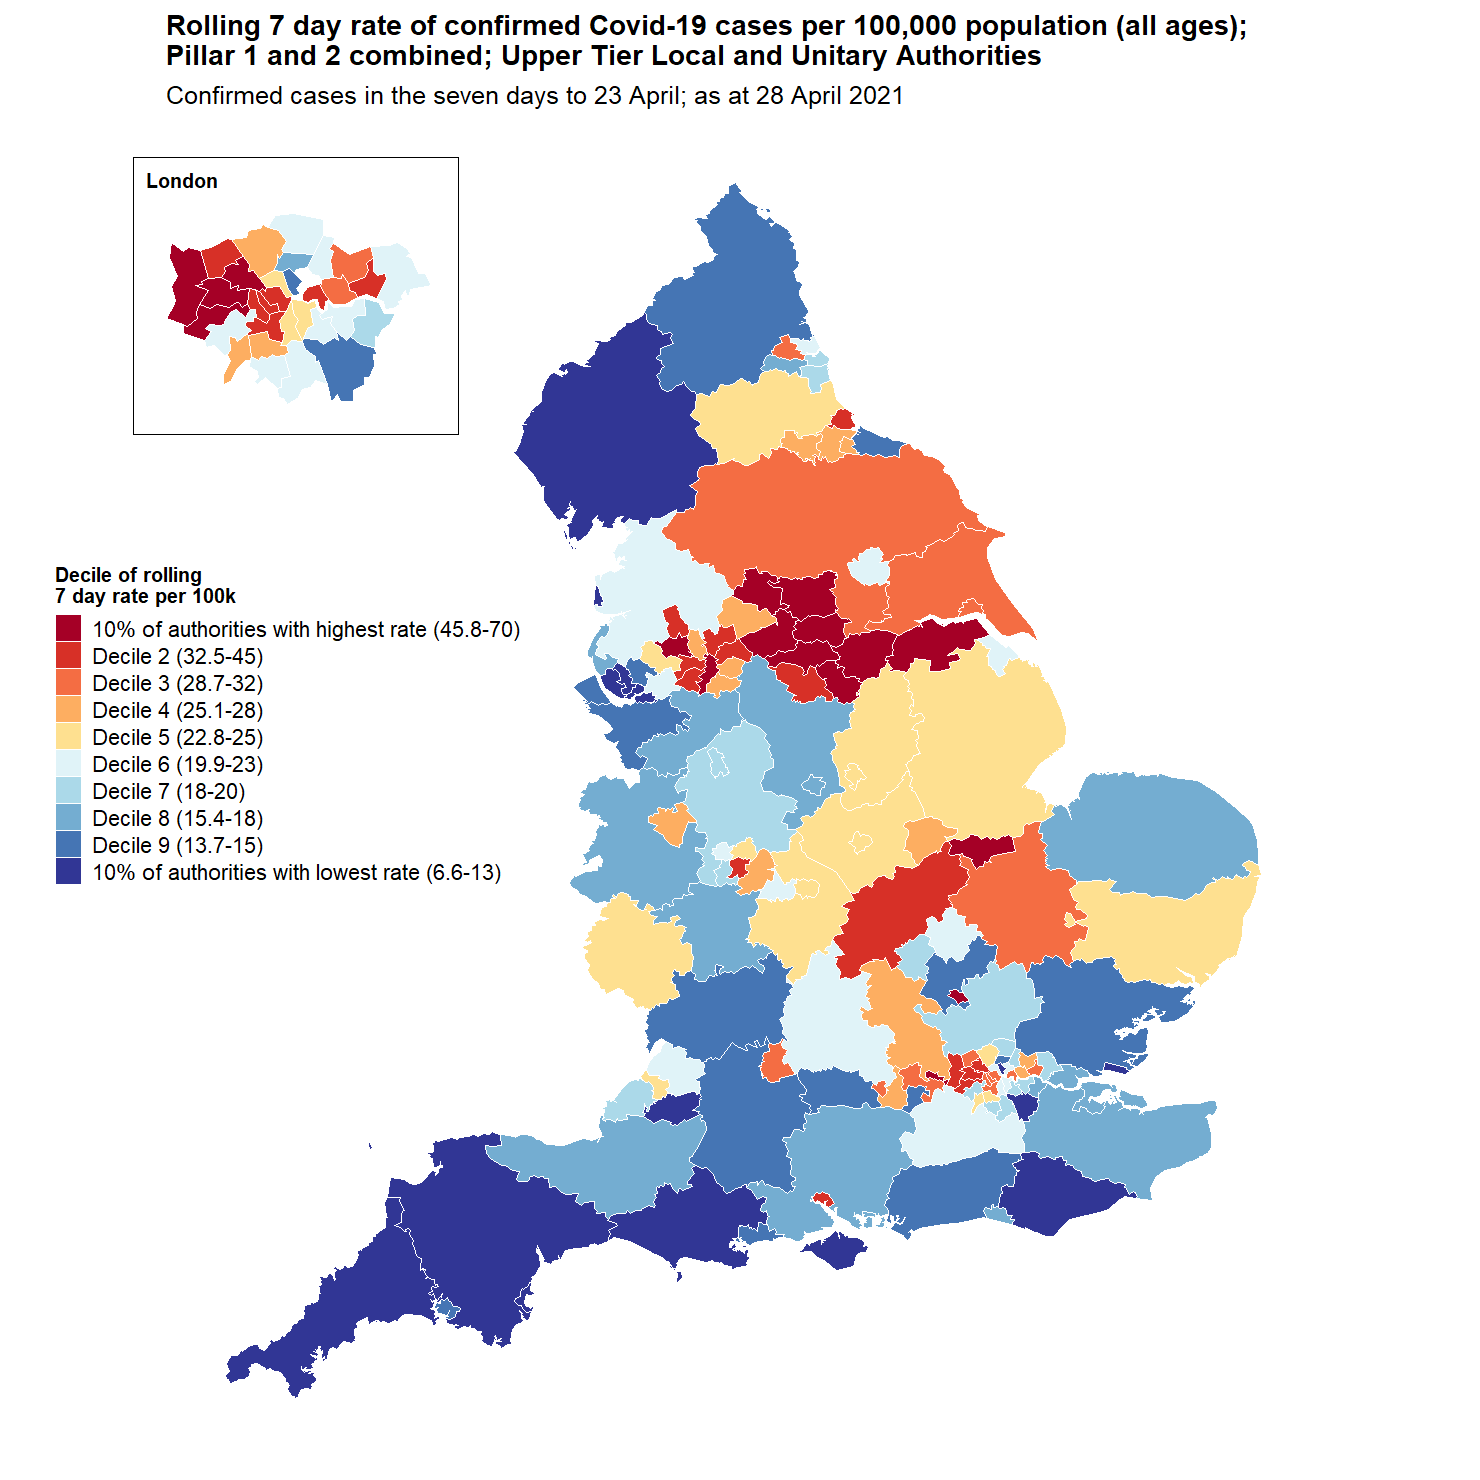 Rolling 7 day rate of confirmed Covid-19 cases per 100,000 population (all ages);
Pillar 1 and 2 combined; Upper Tier Local and Unitary Authorities
Confirmed cases in the seven days to 23 April; as at 28 April 2021
London
Decile of rolling
7 day rate per 100k
10% of authorities with highest rate (45.8-70)
Decile 2 (32.5-45)
Decile 3 (28.7-32)
Decile 4 (25.1-28)
Decile 5 (22.8-25)
Decile 6 (19.9-23)
Decile 7 (18-20)
Decile 8 (15.4-18)
Decile 9 (13.7-15)
10% of authorities with lowest rate (6.6-13)